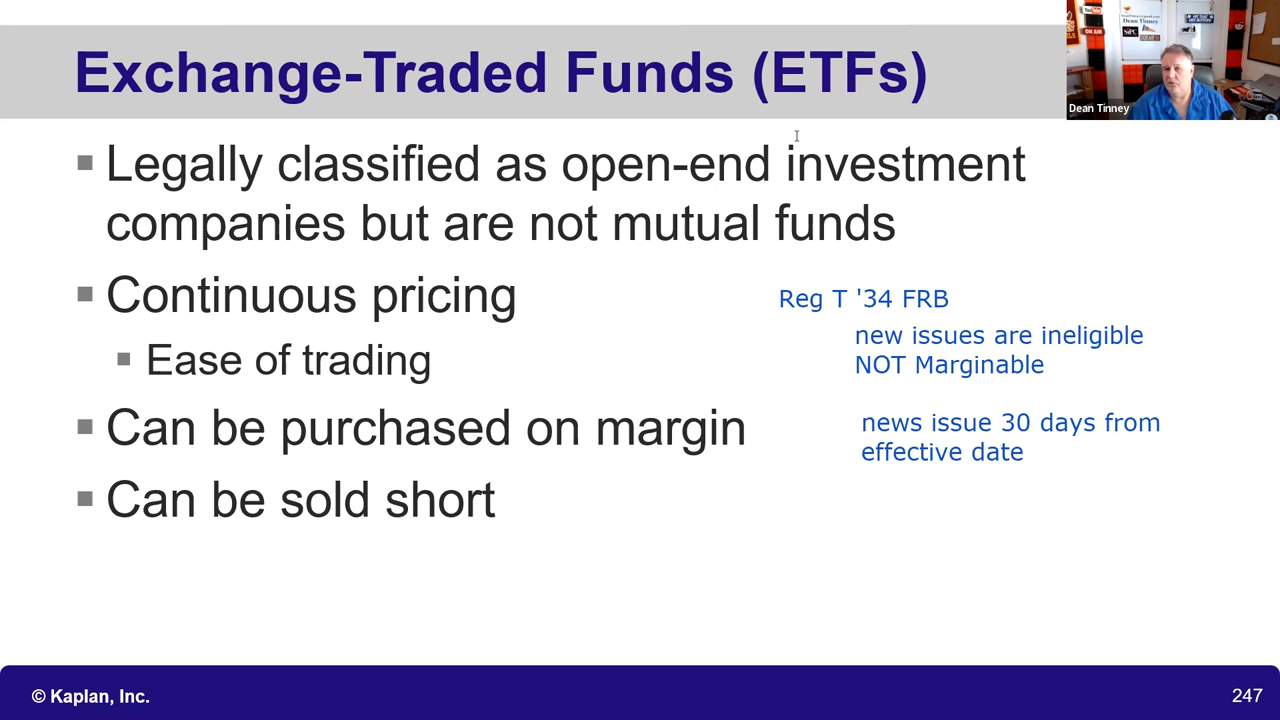 Exchange-Traded Funds (ETFs)
Dean Tinney
Legally classified as open-end investment
companies but are not mutual funds
Continuous pricing
Ease of trading
Can be purchased on margin
Can be sold short
Reg T '34 FRB
new issues are ineligible
NOT Marginable
news issue 30 days from
effective date
© Kaplan, Inc.
247